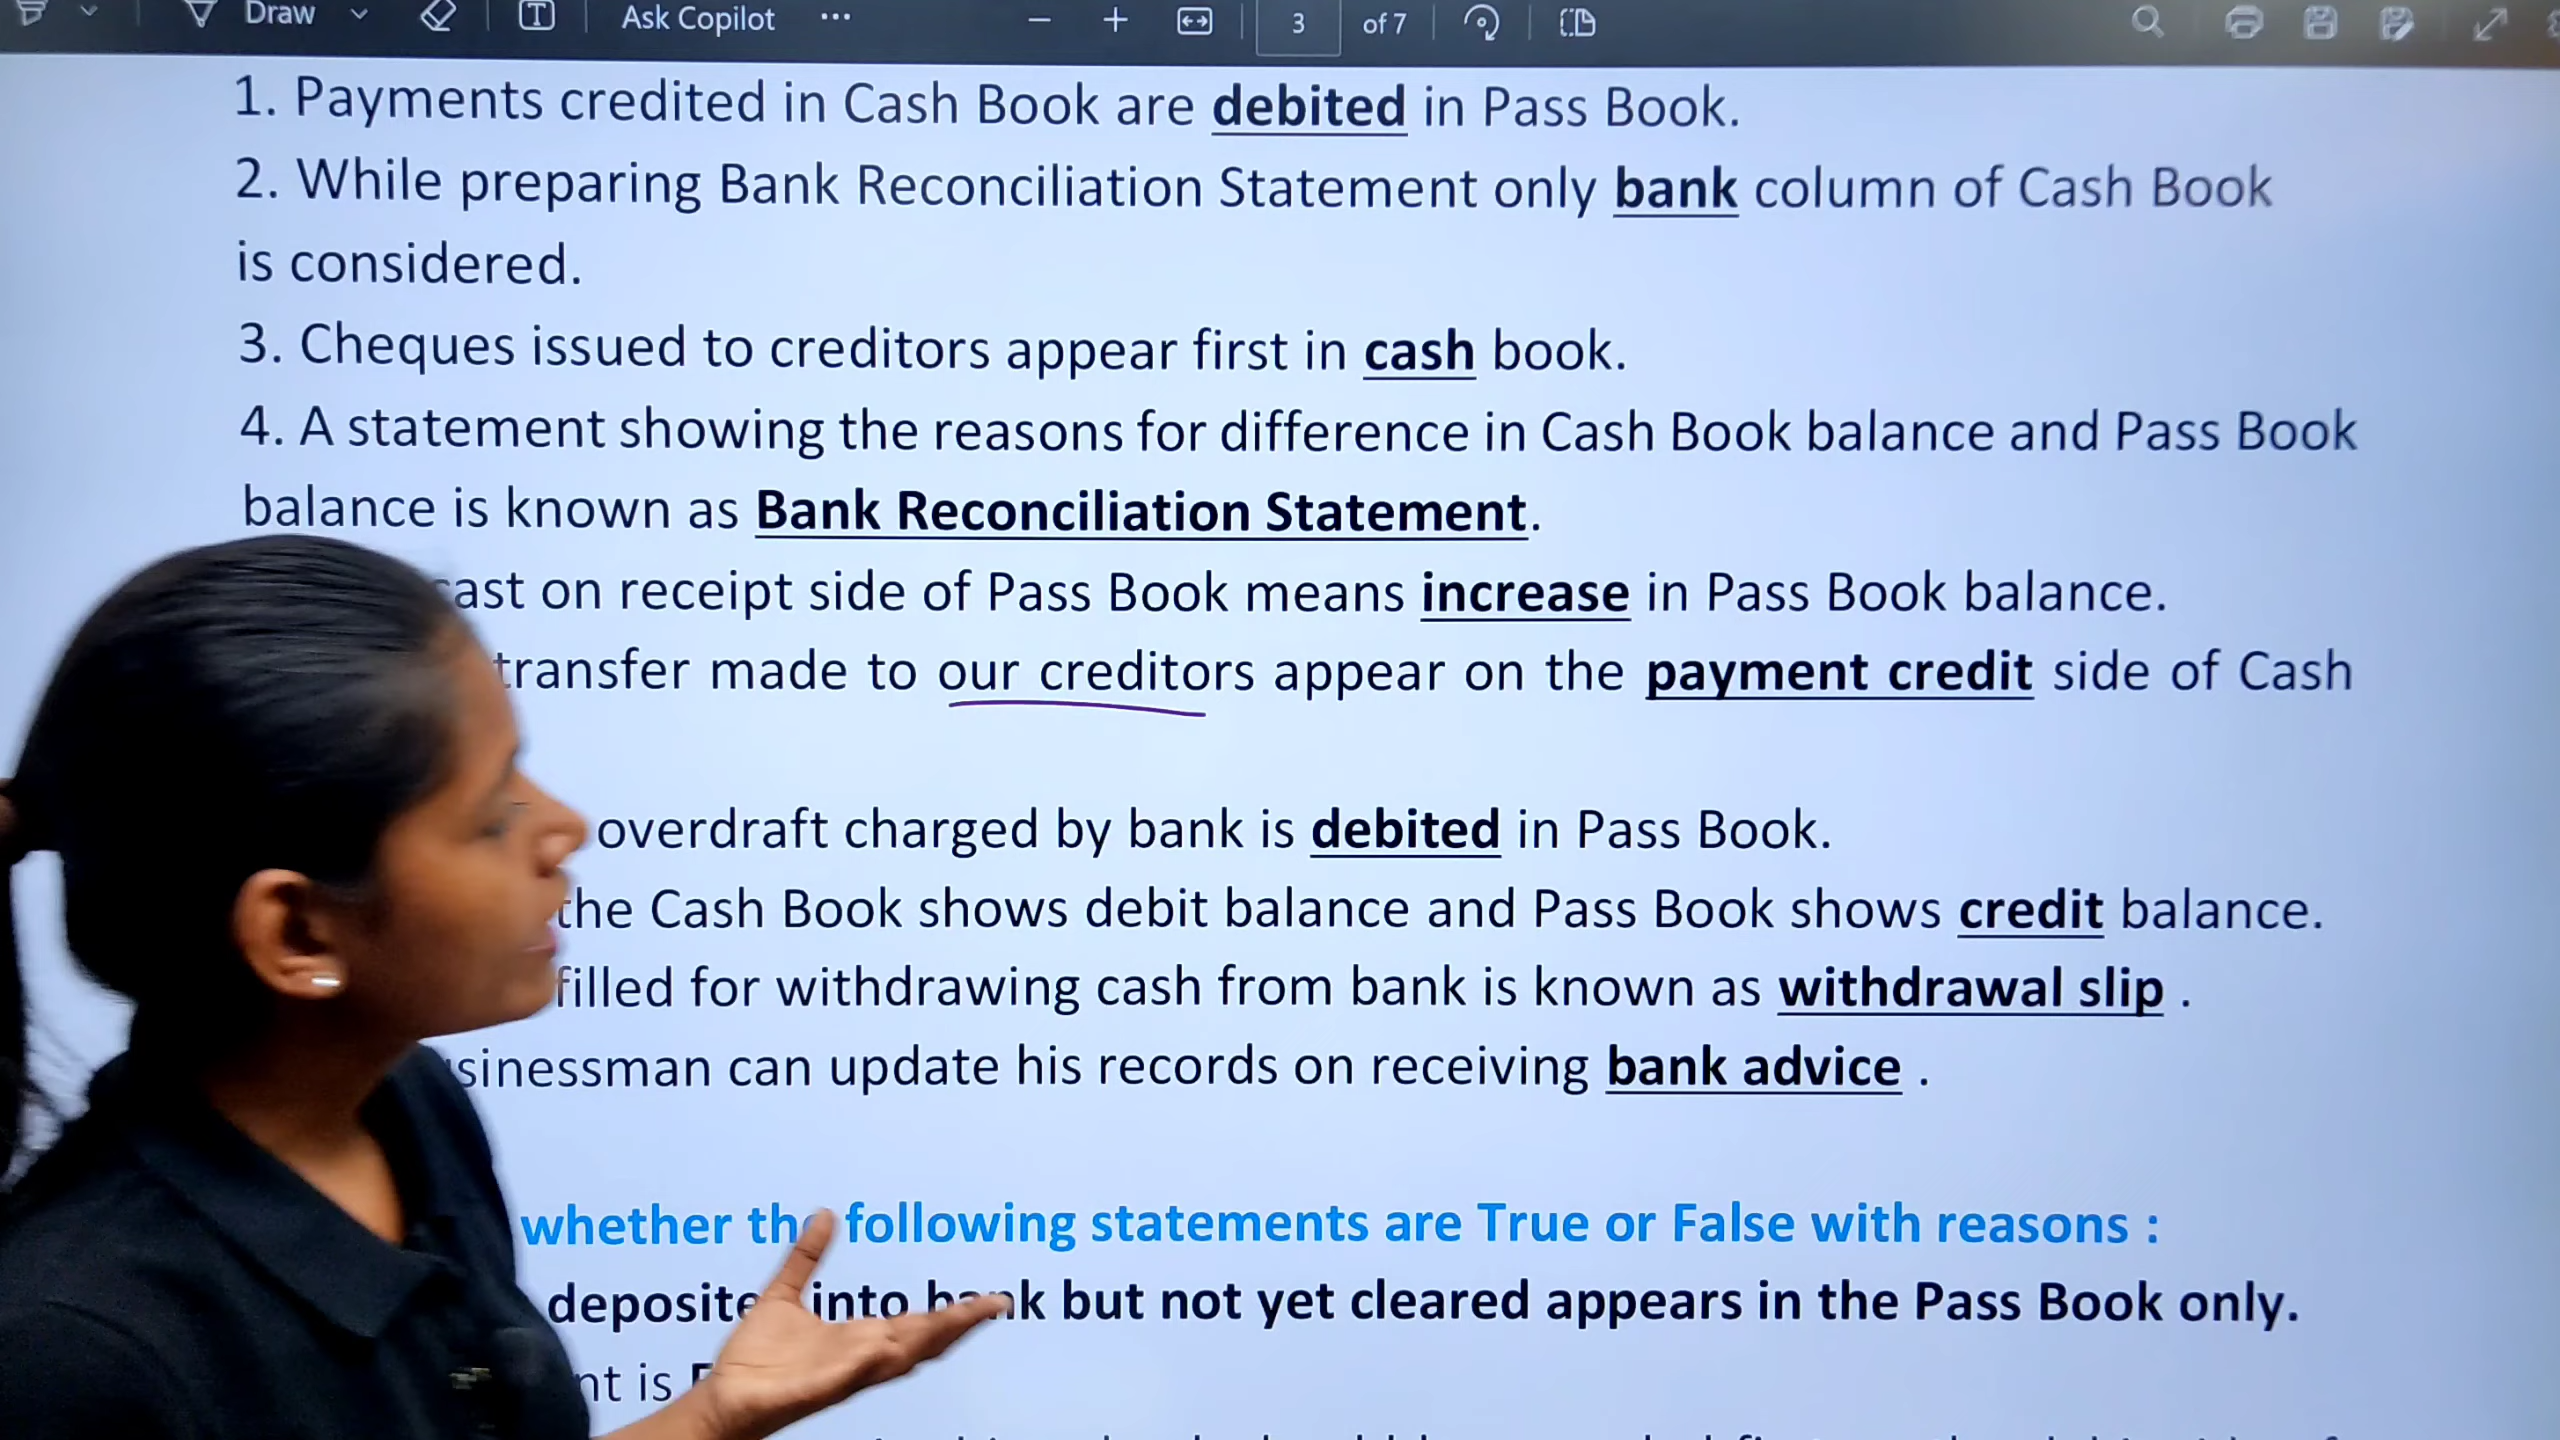 Draw
Ask Copilot
3 of 7
1. Payments credited in Cash Book are debited in Pass Book.
2. While preparing Bank Reconciliation Statement only bank column of Cash Book
is considered.
3. Cheques issued to creditors appear first in cash book.
4. A statement showing the reasons for difference in Cash Book balance and Pass Book
balance is known as Bank Reconciliation Statement.
on receipt side of Pass Book means increase in Pass Book balance.
transfer made to our creditors appear on the payment credit side of Cash
overdraft charged by bank is debited in Pass Book.
the Cash Book shows debit balance and Pass Book shows credit balance.
filled for withdrawing cash from bank is known as withdrawal slip .
can update his records on receiving bank advice .
whether the following statements are True or False with reasons :
into bank but not yet cleared appears in the Pass Book only.
is